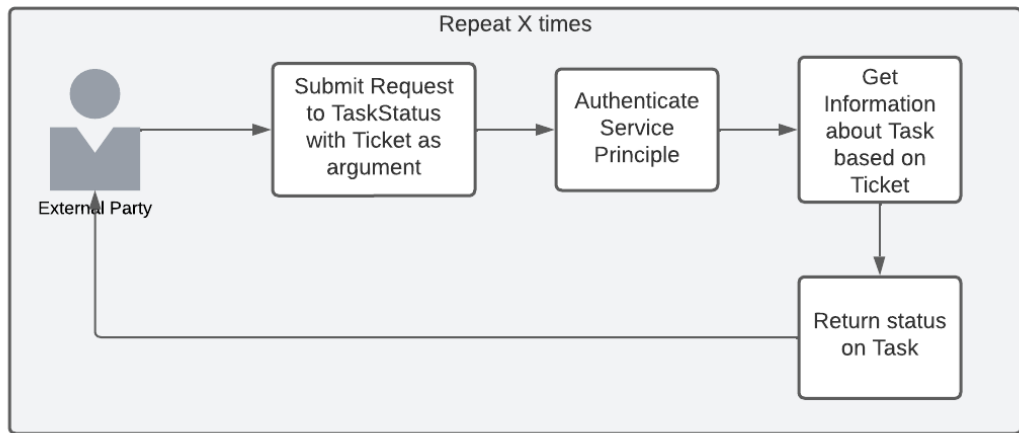 Repeat X times
Submit Request
to TaskStatus
with Ticket as
argument
Authenticate
Service
Principle
Get
Information
about Task
based on
Ticket
External Party
Return status
on Task